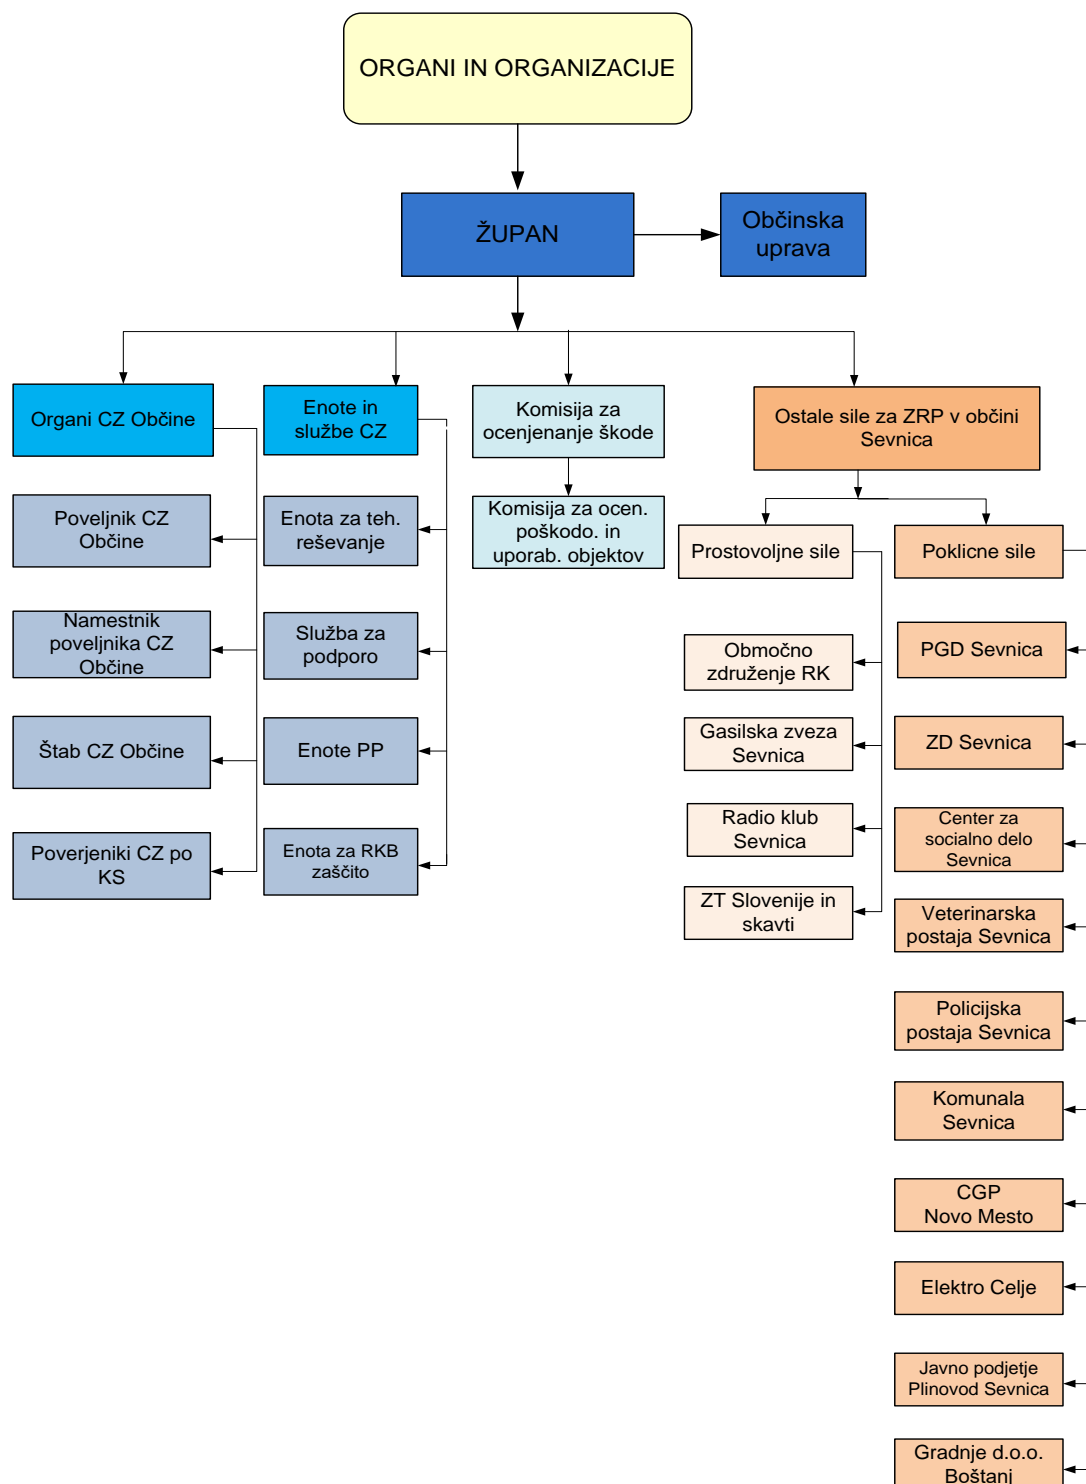 ORGANI IN ORGANIZACIJE
ŽUPAN
Občinska
uprava
Organi CZ Občine
Poveljnik CZ
Občine
Namestnik
poveljnika CZ
Občine
Štab CZ Občine
Poverjeniki CZ po
KS
Enote in
službe CZ
Enota za teh.
reševanje
Služba za
podporo
Enote PP
Enota za RKB
zaščito
Komisija za
ocenjenanje škode
Komisija za ocen.
poškodo. in
uporab. objektov
Ostale sile za ZRP v občini
Sevnica
Prostovoljne sile
Območno
združenje RK
Gasilska zveza
Sevnica
Radio klub
Sevnica
ZT Slovenije in
skavti
Poklicne sile
PGD Sevnica
ZD Sevnica
Center za
socialno delo
Sevnica
Veterinarska
postaja Sevnica
Policijska
postaja Sevnica
Komunala
Sevnica
CGP
Novo Mesto
Elektro Celje
Javno podjetje
Plinovod Sevnica
Gradnje d.o.o.
Boštanj